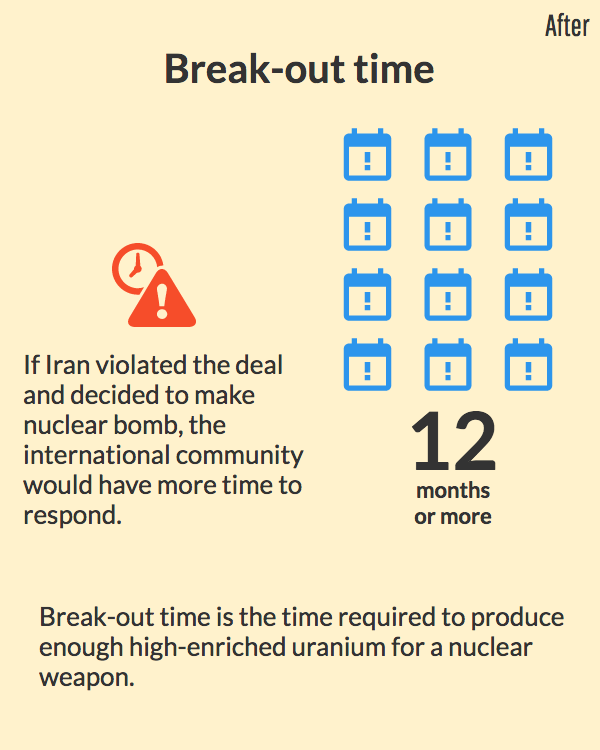 After
Break-out time
If Iran violated the deal
and decided to make
nuclear bomb, the
international community
would have more time to
respond.
12
months
or more
Break-out time is the time required to produce
enough high-enriched uranium for a nuclear
weapon.